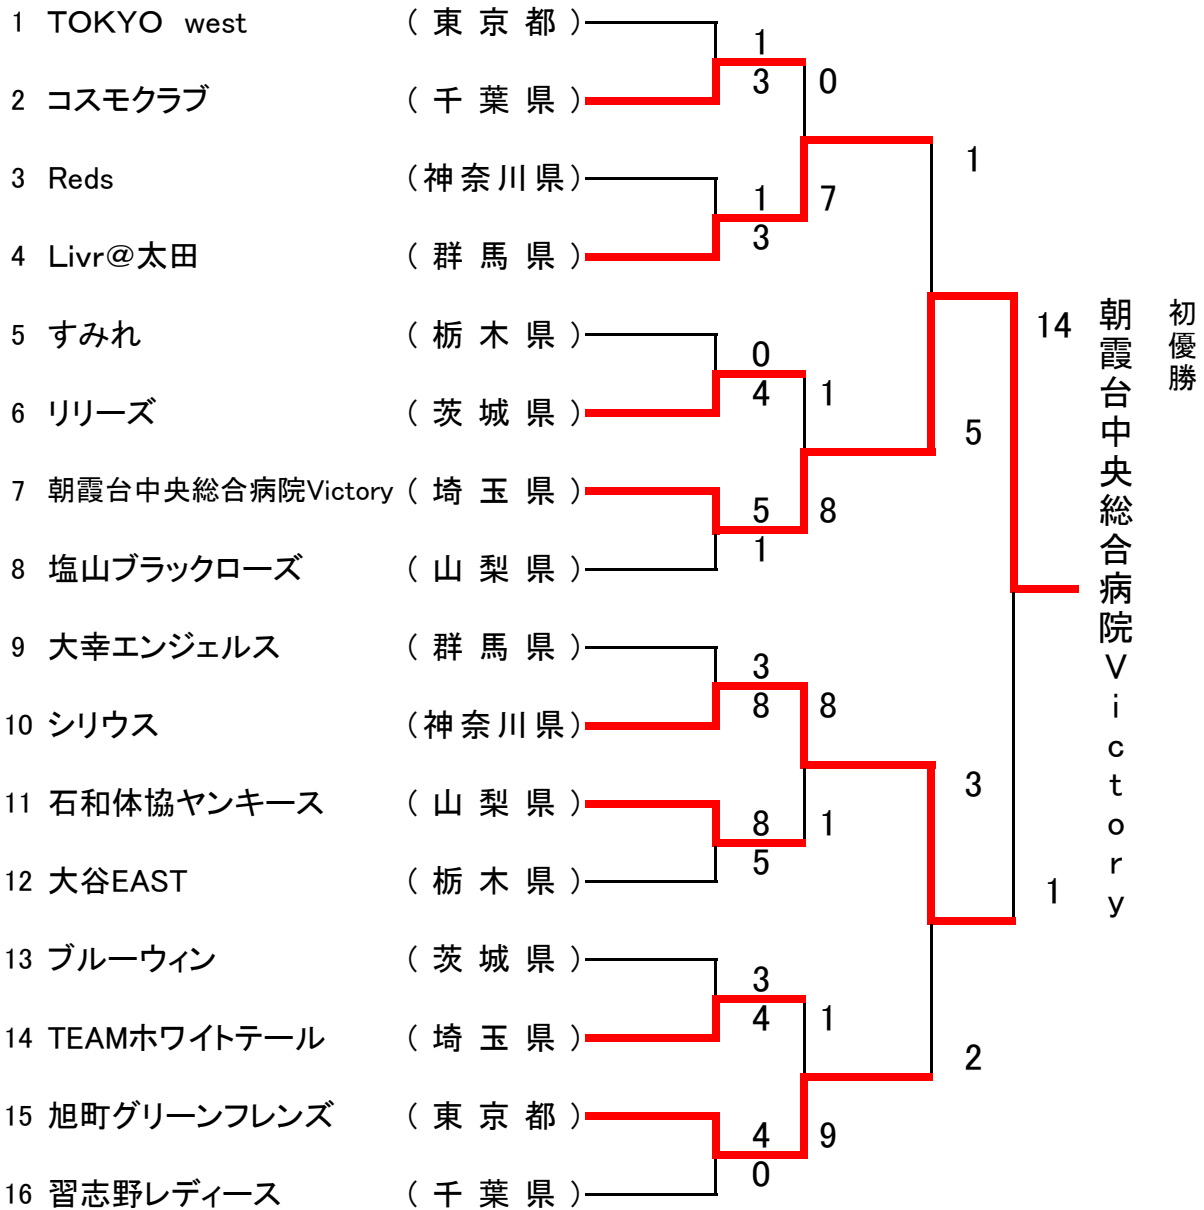 1 TOKYO west (東京都)
1
3
0
2 コスモクラブ (千葉県)
1
3 Reds (神奈川県)
1
3
7
4 Livr@太田 (群馬県)
14
5 すみれ (栃木県)
0
4
1
6 リリーズ (茨城県)
5
7 朝霞台中央総合病院Victory (埼玉県)
5
1
8
8 塩山ブラックローズ (山梨県)
朝霞台中央総合病院Victory
初優勝
9 大幸エンジェルス (群馬県)
3
8
8
10 シリウス (神奈川県)
3
11 石和体協ヤンキース (山梨県)
8
5
1
12 大谷EAST (栃木県)
1
13 ブルーウィン (茨城県)
3
4
1
14 TEAMホワイトテール (埼玉県)
2
15 旭町グリーンフレンズ (東京都)
4
0
9
16 習志野レディース (千葉県)